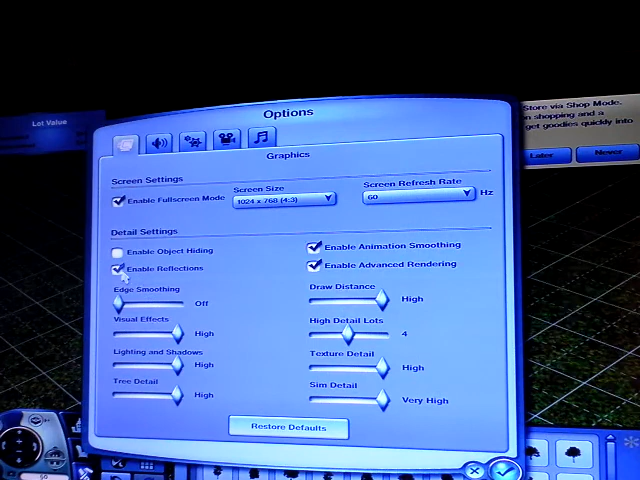 Lot Value
Options
Store via Shop Mode.
shopping and a
get goodies quickly into
Later
Never
Graphics
Screen Settings
Enable Fullscreen Mode
Screen Size
1024 x 768 (4:3)
Screen Refresh Rate
60
Hz
Detail Settings
Enable Object Hiding
Enable Animation Smoothing
Enable Reflections
Enable Advanced Rendering
Edge Smoothing
Off
Draw Distance
High
Visual Effects
High
High Detail Lots
4
Lighting and Shadows
High
Texture Detail
High
Tree Detail
High
Sim Detail
Very High
Restore Defaults